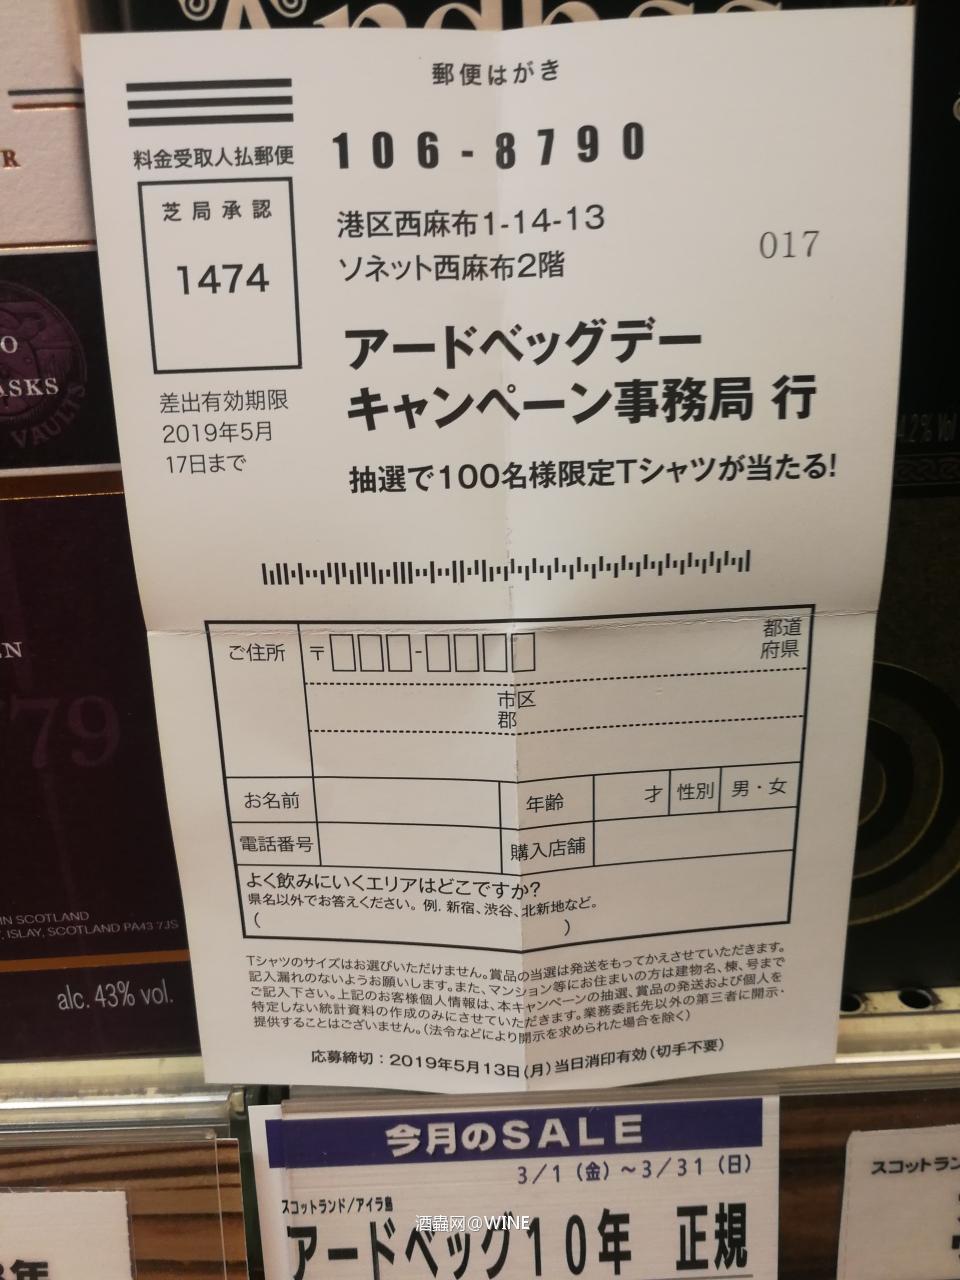 Ardbeg
郵便はがき
料金受取人払郵便
芝局承認
1474
差出有効期限
2019年5月
17日まで
106-8790
港区西麻布1-14-13
ソネット西麻布2階
017
アードベッグデー
キャンペーン事務局 行
抽選で100名様限定Tシャツが当たる!
ご住所 〒 - 都道府県
市区
郡
お名前 年齢 才 性別 男・女
電話番号 購入店舗
よく飲みにいくエリアはどこですか?
県名以外でお答えください。例. 新宿、渋谷、北新地など。
( )
Tシャツのサイズはお選びいただけません。賞品の当選は発送をもってかえさせていただきます。
記入漏れのないようお願いします。また、マンション等にお住まいの方は建物名、棟、号まで
ご記入下さい。上記のお客様個人情報は、本キャンペーンの抽選、賞品の発送および個人を
特定しない統計資料の作成のみにさせていただきます。業務委託先以外の第三者に開示・
提供することはございません。(法令などにより開示を求められた場合を除く)
応募締切:2019年5月13日(月)当日消印有効(切手不要)
ASKS
VAULTS
79
IN SCOTLAND
, ISLAY, SCOTLAND PA43 7JS
alc. 43% vol.
今月のSALE
3/1(金)~3/31(日)
スコットランド/アイラ島
アードベッグ10年 正規
スコットラン
年
酒蟲网@WINE